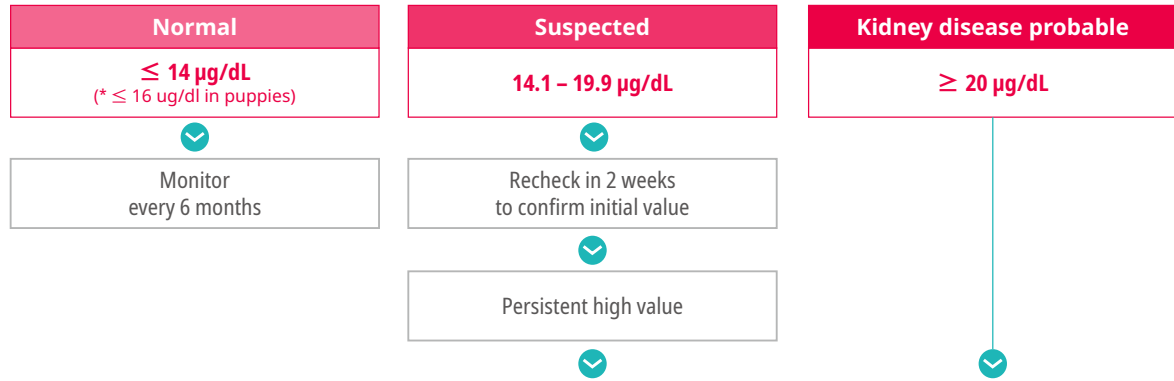 Normal
≤ 14 µg/dL
(* ≤ 16 ug/dl in puppies)
Monitor
every 6 months
Suspected
14.1 – 19.9 µg/dL
Recheck in 2 weeks
to confirm initial value
Persistent high value
Kidney disease probable
≥ 20 µg/dL